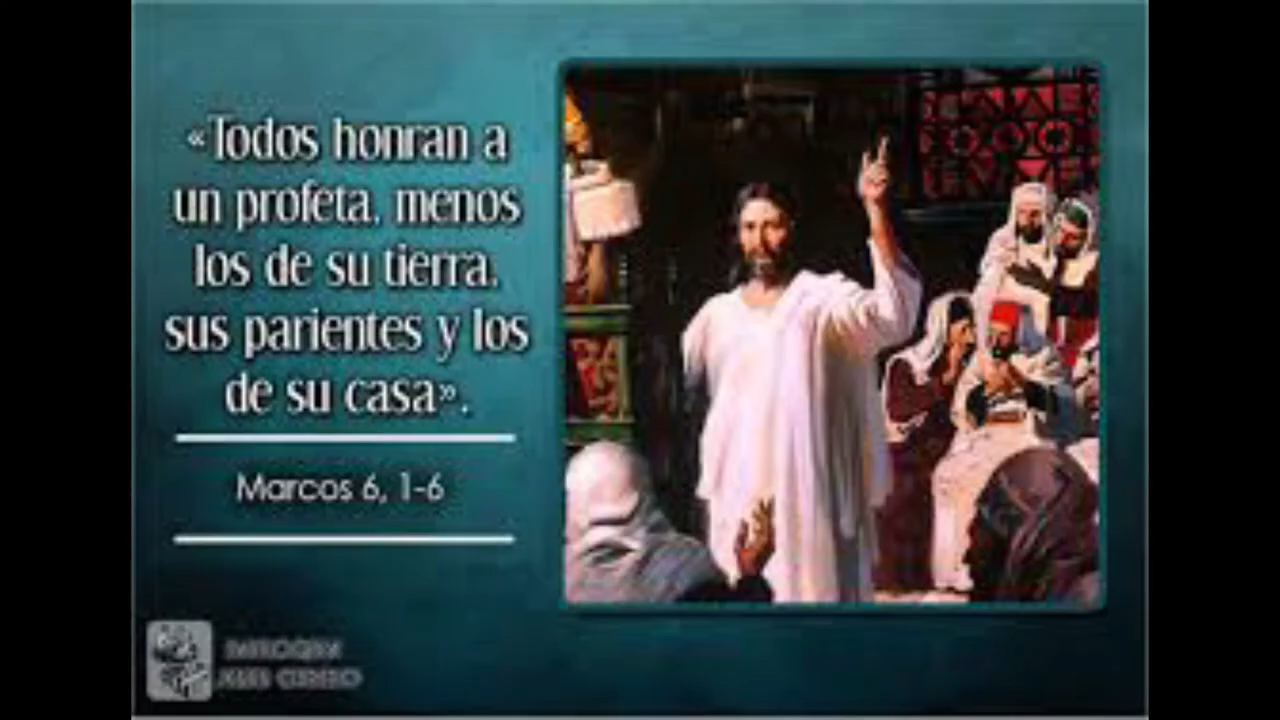 «Todos honran a
un profeta, menos
los de su tierra,
sus parientes y los
de su casa».
Marcos 6, 1-6